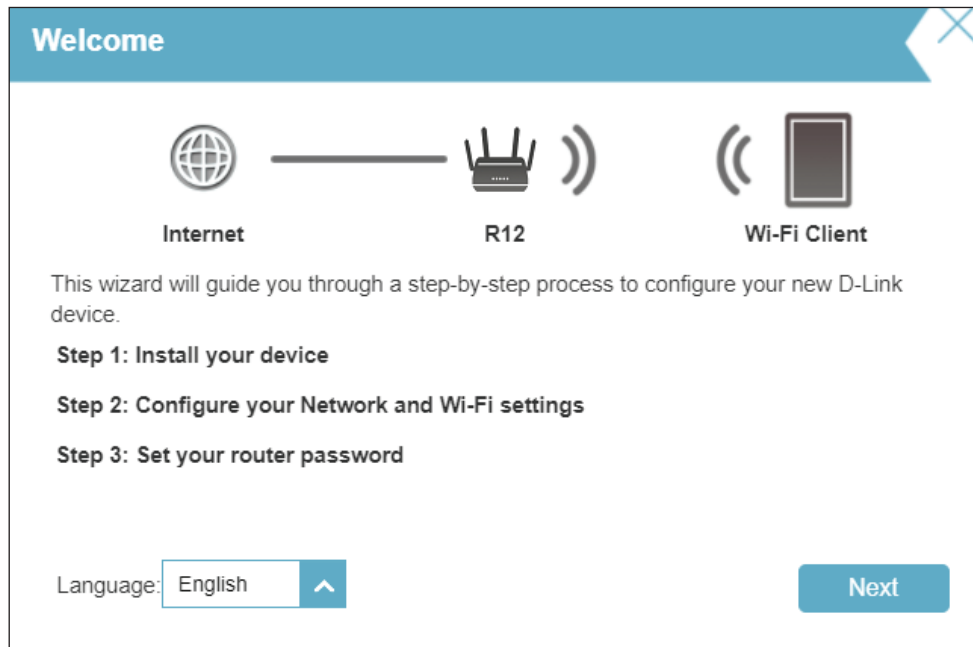 Welcome
Internet
R12
Wi-Fi Client
This wizard will guide you through a step-by-step process to configure your new D-Link
device.
Step 1: Install your device
Step 2: Configure your Network and Wi-Fi settings
Step 3: Set your router password
Language: English
Next